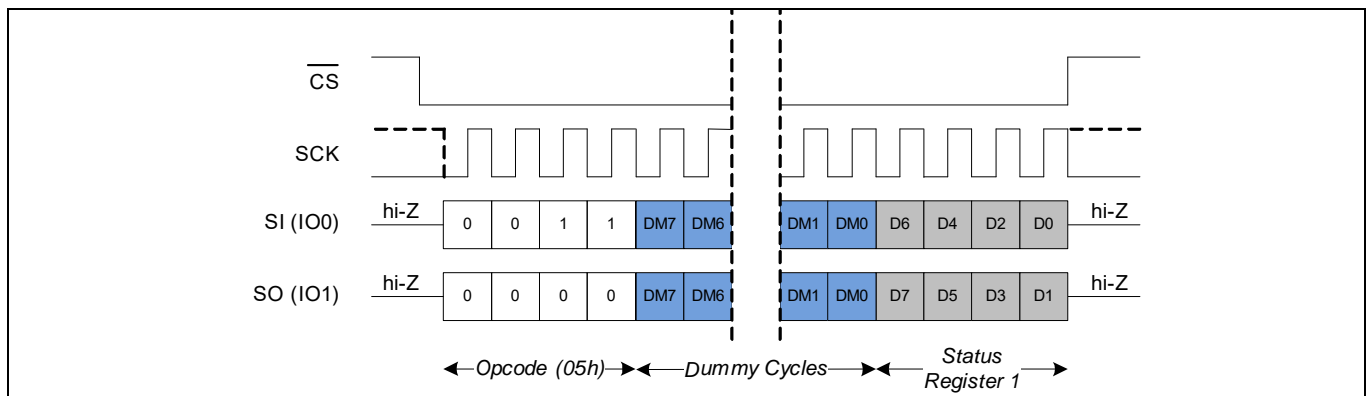 CS
SCK
SI (IO0) hi-Z 0 0 1 1 DM7 DM6 DM1 DM0 D6 D4 D2 D0 hi-Z
SO (IO1) hi-Z 0 0 0 0 DM7 DM6 DM1 DM0 D7 D5 D3 D1 hi-Z
Opcode (05h) Dummy Cycles Status
Register 1